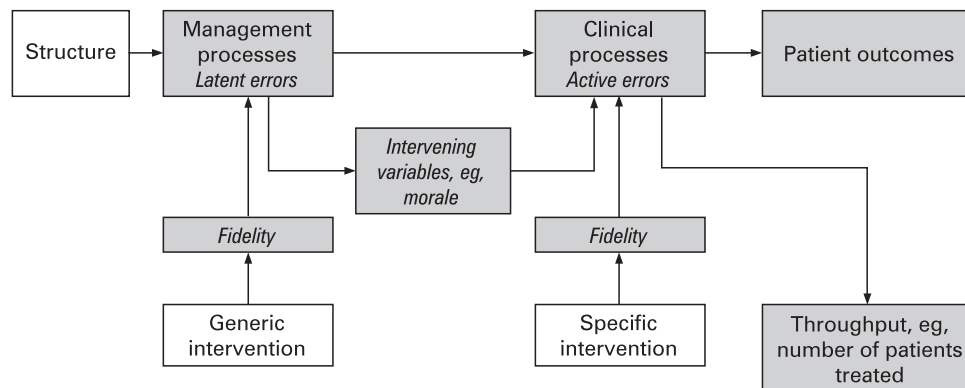 Structure
Management
processes
Latent errors
Clinical
processes
Active errors
Patient outcomes
Intervening
variables, eg,
morale
Fidelity
Fidelity
Generic
intervention
Specific
intervention
Throughput, eg,
number of patients
treated